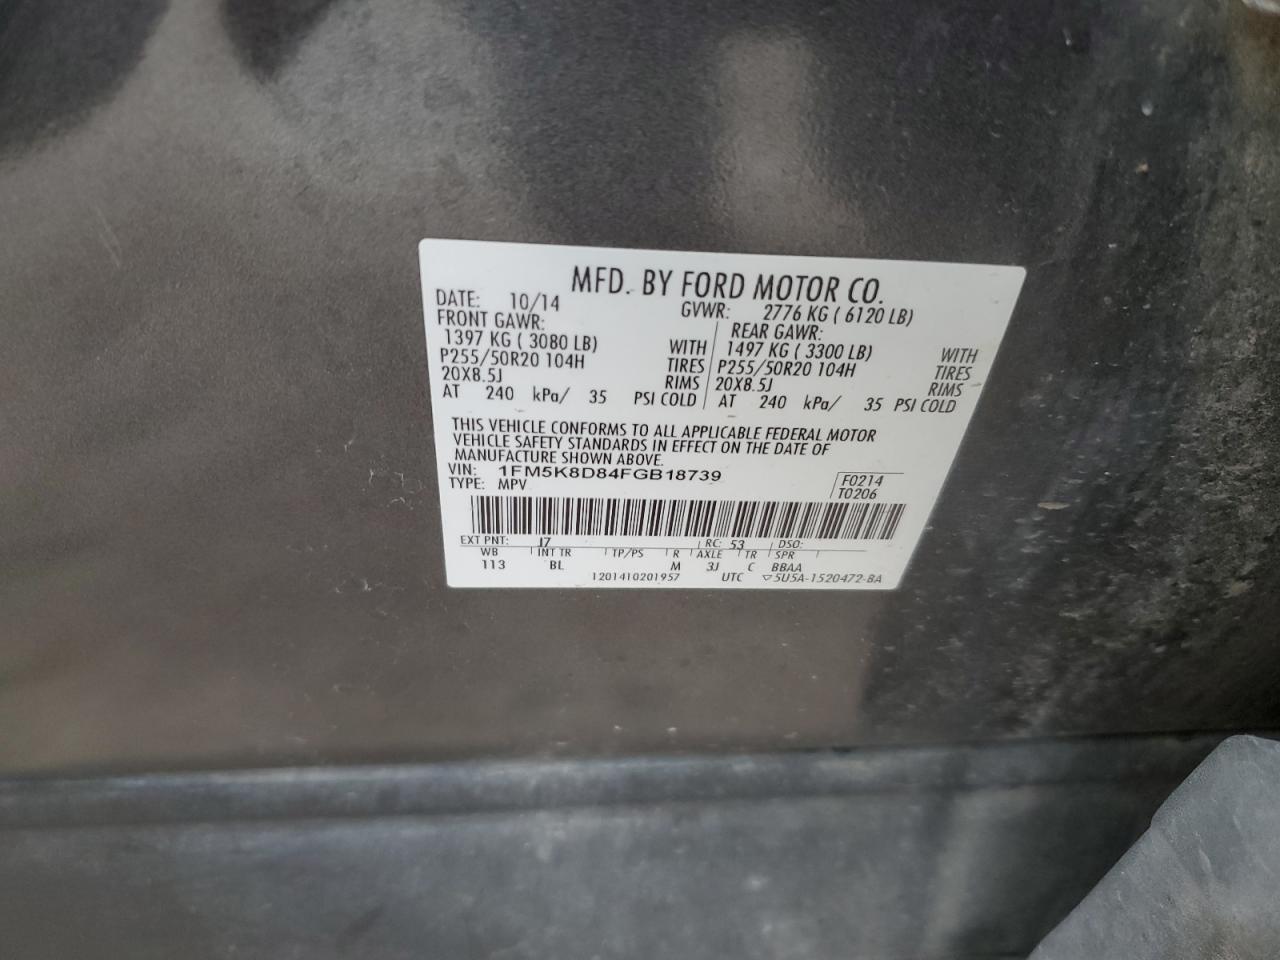 MFD. BY FORD MOTOR CO.
DATE: 10/14 GVWR: 2776 KG ( 6120 LB)
FRONT GAWR: REAR GAWR:
1397 KG ( 3080 LB) WITH 1497 KG ( 3300 LB) WITH
P255/50R20 104H TIRES P255/50R20 104H TIRES
20X8.5J RIMS 20X8.5J RIMS
AT 240 kPa/ 35 PSI COLD AT 240 kPa/ 35 PSI COLD
THIS VEHICLE CONFORMS TO ALL APPLICABLE FEDERAL MOTOR
VEHICLE SAFETY STANDARDS IN EFFECT ON THE DATE OF
MANUFACTURE SHOWN ABOVE.
VIN: 1FM5K8D84FGB18739
TYPE: MPV
F0214
T0206
EXT PNT: J7 RC: 53 DSO:
WB INT TR TP/PS R AXLE TR SPR
113 BL M 3J C BBAA
1201410201957 UTC ▽5U5A-1520472-BA